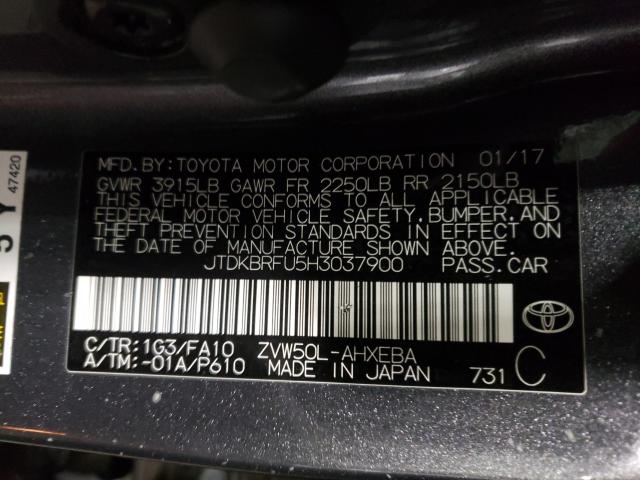 MFD.BY:TOYOTA MOTOR CORPORATION 01/17
GVWR 3915LB GAWR FR 2250LB RR 2150LB
THIS VEHICLE CONFORMS TO ALL APPLICABLE
FEDERAL MOTOR VEHICLE SAFETY,BUMPER,AND
THEFT PREVENTION STANDARDS IN EFFECT ON
THE DATE OF MANUFACTURE SHOWN ABOVE.
JTDKBRFU5H3037900 PASS.CAR
C/TR:1G3/FA10 ZVW50L-AHXEBA
A/TM:-01A/P610 MADE IN JAPAN 731 C
47420
5Y